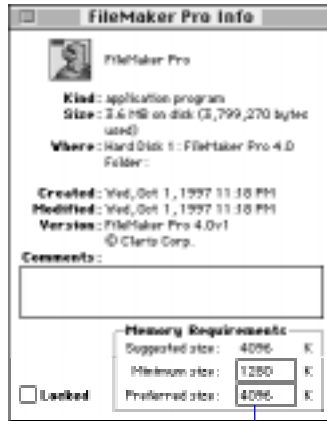 FileMaker Pro Info
FileMaker Pro
Kind: application program
Size: 3.6 MB on disk (3,799,270 bytes
used)
Where: Hard Disk 1: FileMaker Pro 4.0
Folder:
Created: Wed, Oct 1, 1997 11:38 PM
Modified: Wed, Oct 1, 1997 11:38 PM
Version: FileMaker Pro 4.0v1
© Claris Corp.
Comments:
Memory Requirements
Suggested size: 4096 K
Minimum size: 1280 K
Locked
Preferred size: 4096 K